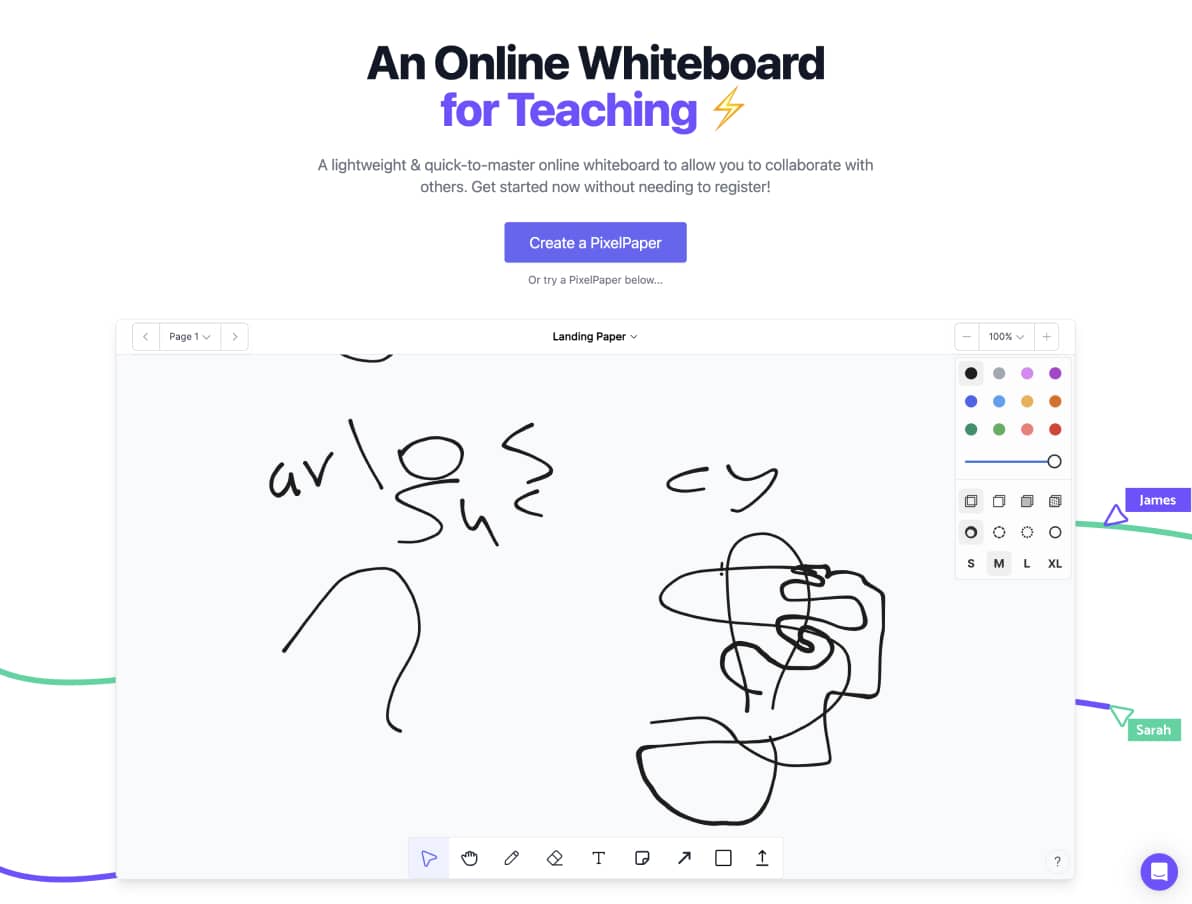 An Online Whiteboard
for Teaching ⚡
A lightweight & quick-to-master online whiteboard to allow you to collaborate with
others. Get started now without needing to register!
Create a PixelPaper
Or try a PixelPaper below...
Page 1
Landing Paper
100%
James
S M L XL
Sarah
T
?